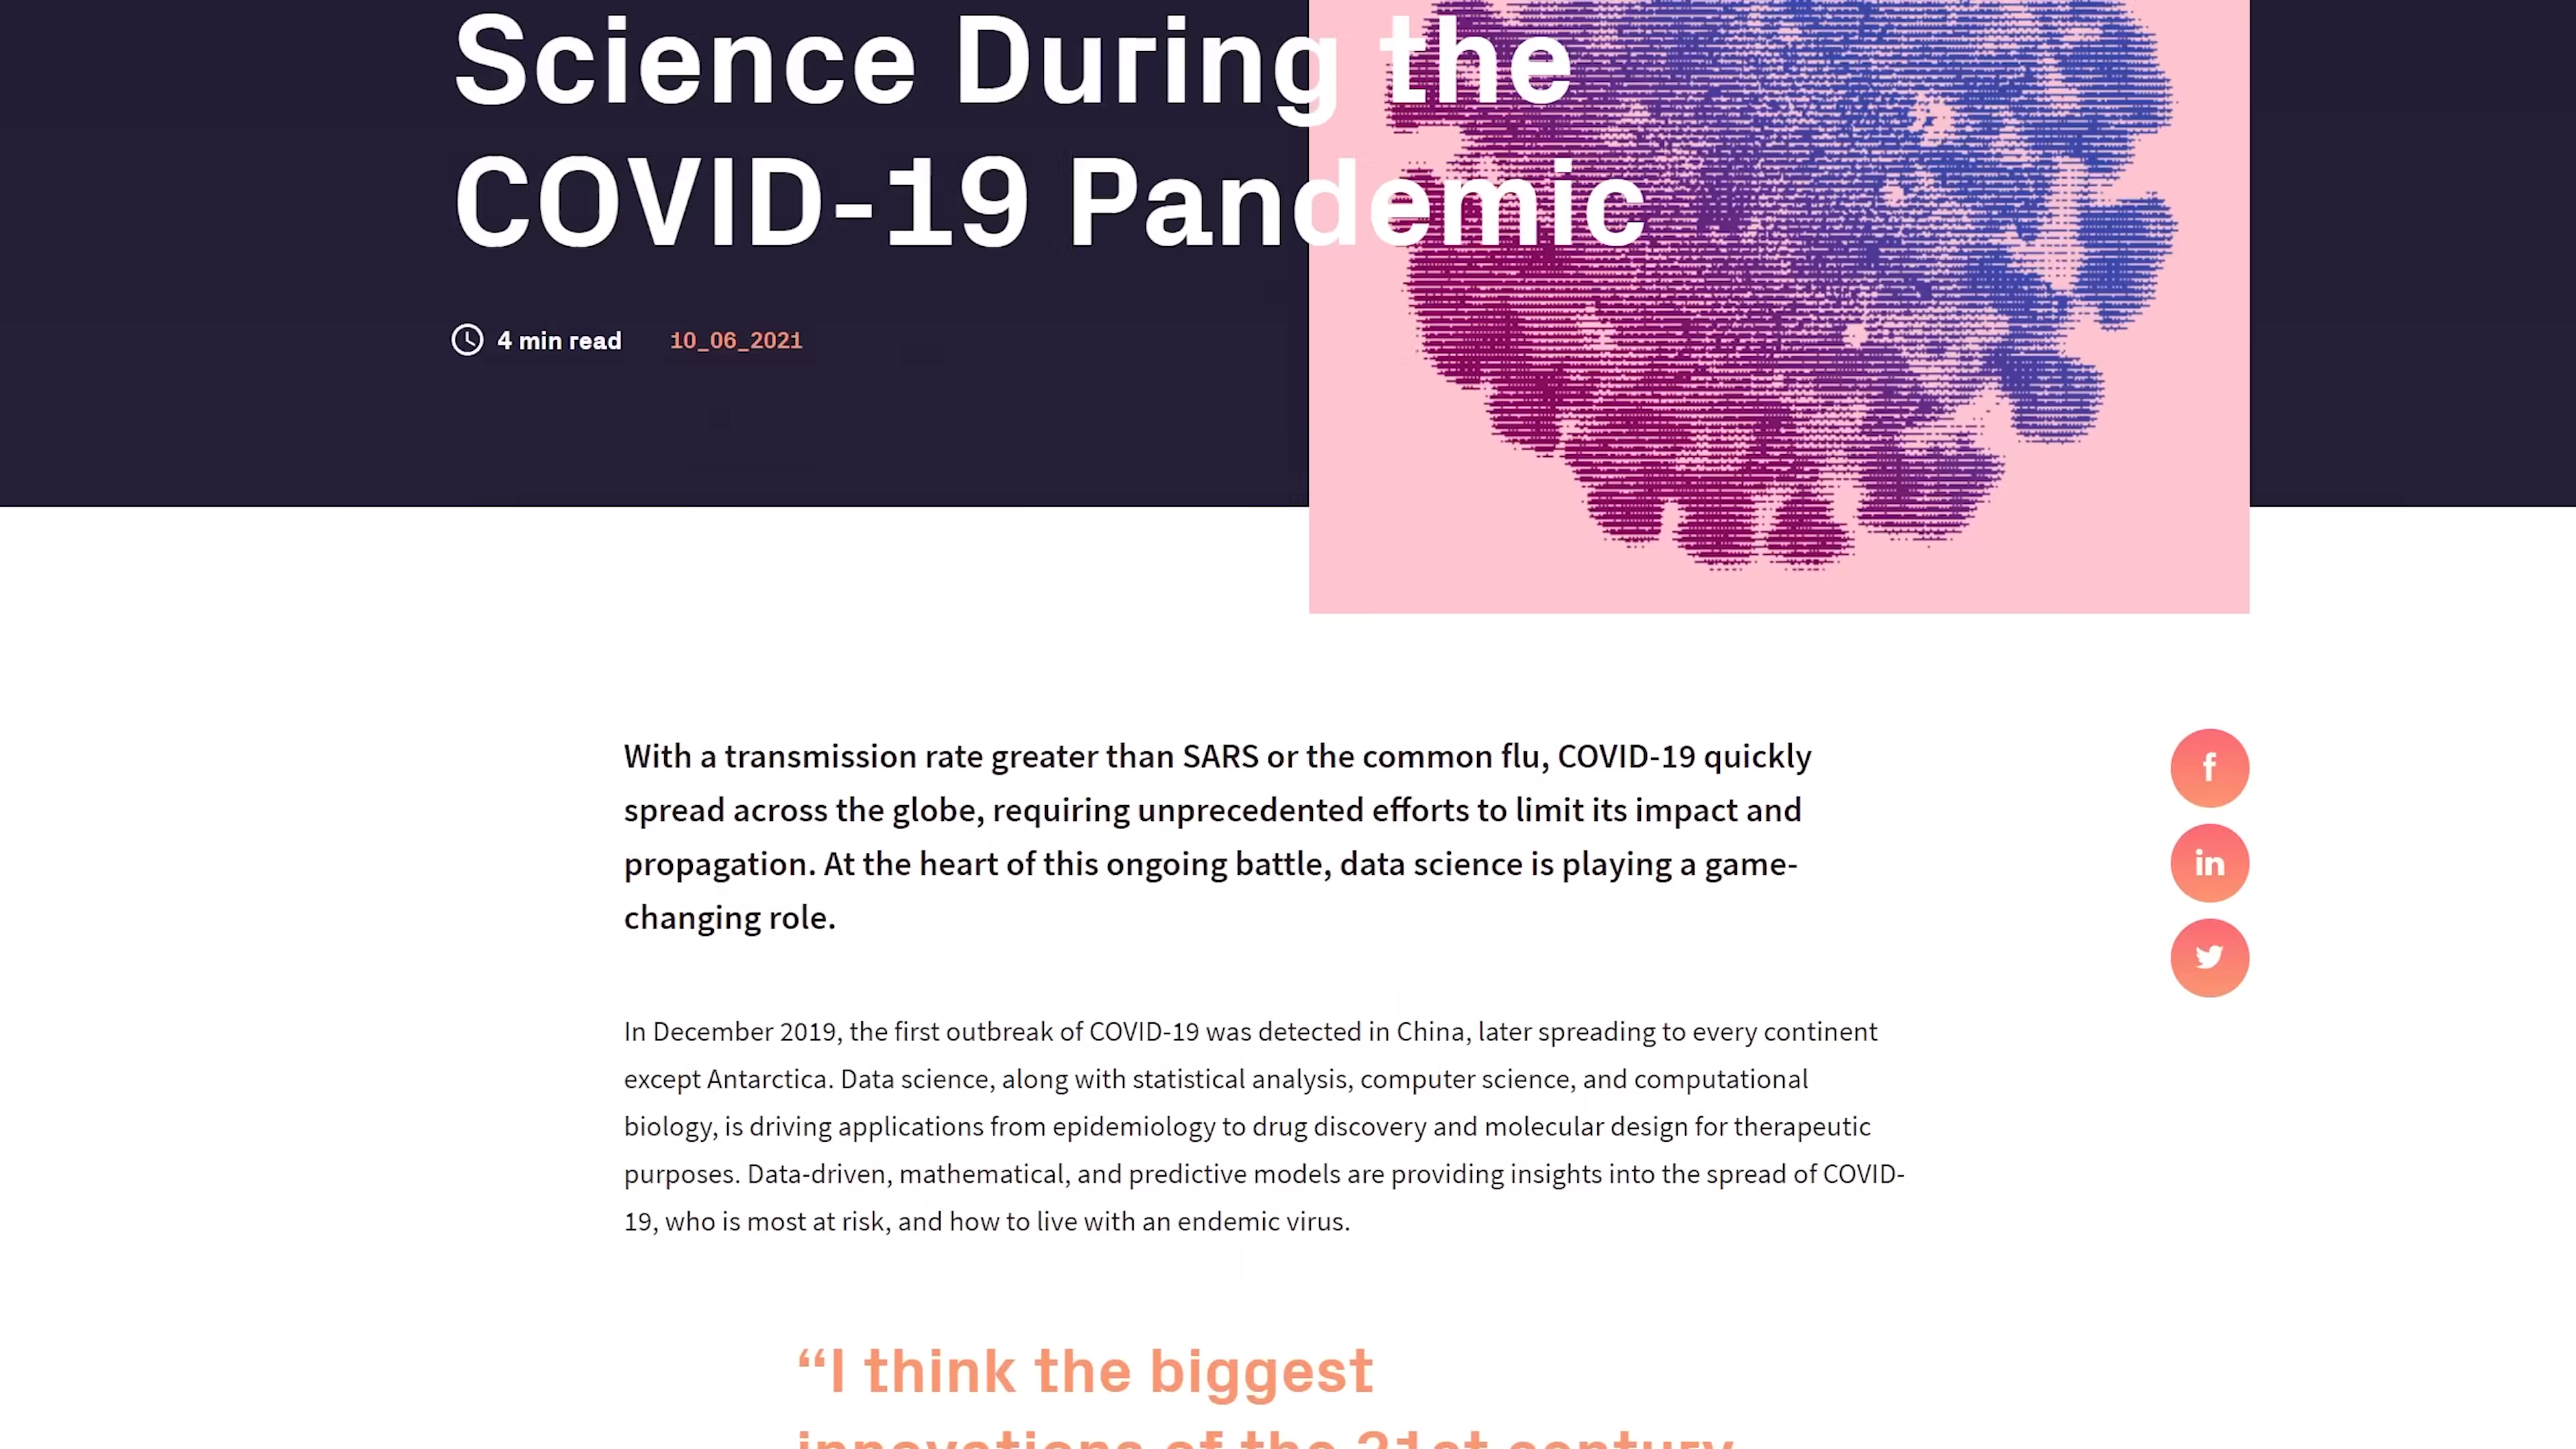 Science During the
COVID-19 Pandemic
4 min read 10_06_2021
With a transmission rate greater than SARS or the common flu, COVID-19 quickly
spread across the globe, requiring unprecedented efforts to limit its impact and
propagation. At the heart of this ongoing battle, data science is playing a game-
changing role.
f
in
In December 2019, the first outbreak of COVID-19 was detected in China, later spreading to every continent
except Antarctica. Data science, along with statistical analysis, computer science, and computational
biology, is driving applications from epidemiology to drug discovery and molecular design for therapeutic
purposes. Data-driven, mathematical, and predictive models are providing insights into the spread of COVID-
19, who is most at risk, and how to live with an endemic virus.
“I think the biggest
innovations of the 21st century